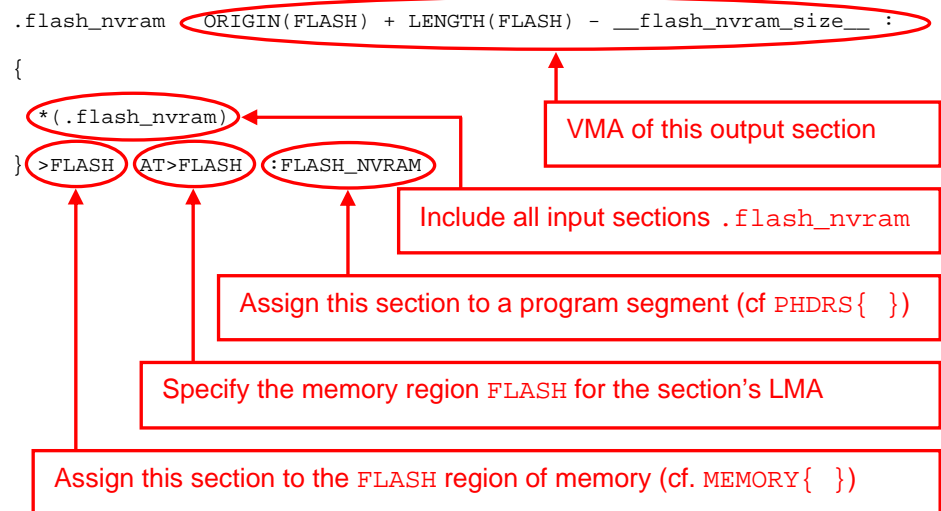 .flash_nvram ORIGIN(FLASH) + LENGTH(FLASH) - __flash_nvram_size__ :
{
*(.flash_nvram)
} >FLASH AT>FLASH :FLASH_NVRAM
VMA of this output section
Include all input sections .flash_nvram
Assign this section to a program segment (cf PHDRS{ })
Specify the memory region FLASH for the section's LMA
Assign this section to the FLASH region of memory (cf. MEMORY{ })